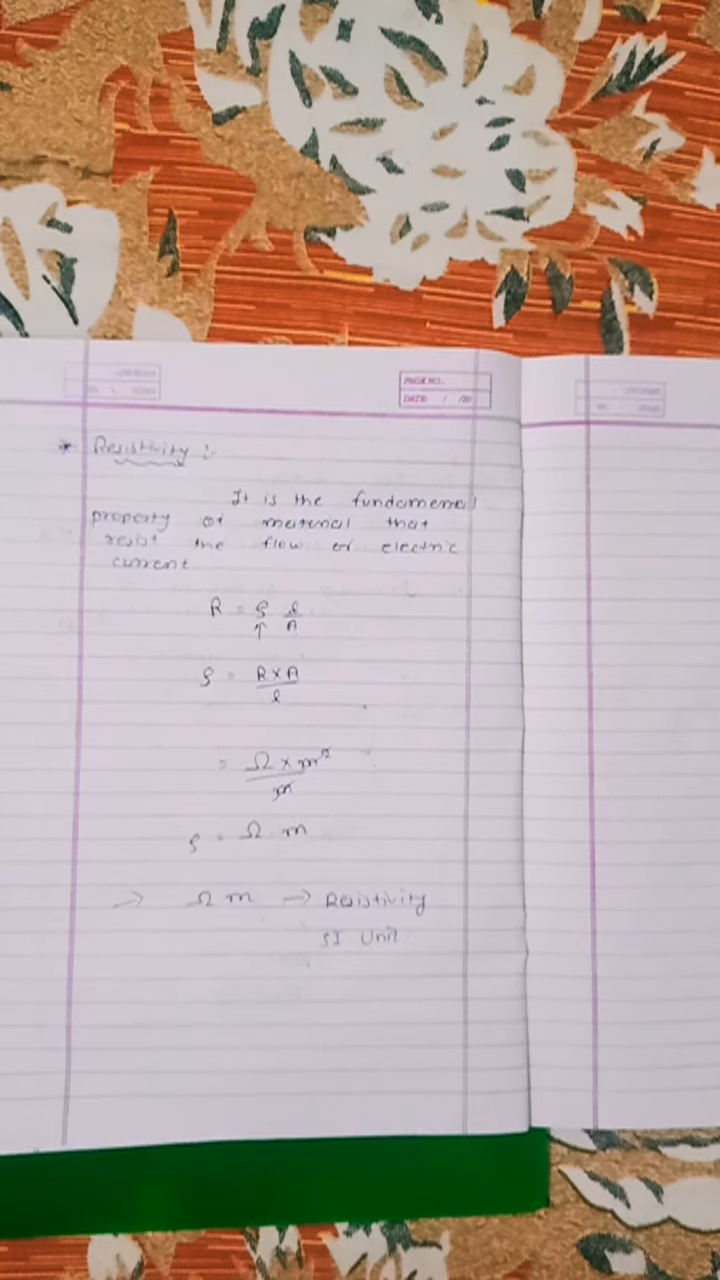 PAGE NO.:
DATE / /20
* Resistivity :-
It is the fundamental
property of material that
resist the flow of electric
current
R = ρ l/A
↑
ρ = R×A/l
= Ω × m²/m
ρ = Ω m
→ Ω m → Resistivity
SI Unit